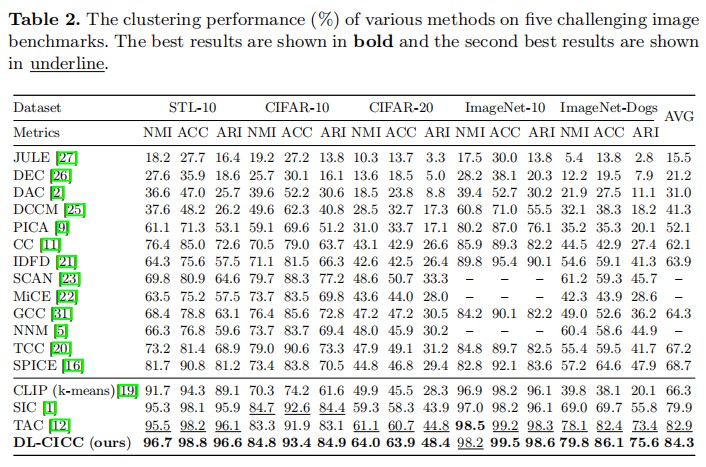 Table 2. The clustering performance (%) of various methods on five challenging image
benchmarks. The best results are shown in bold and the second best results are shown
in underline.
Dataset STL-10 CIFAR-10 CIFAR-20 ImageNet-10 ImageNet-Dogs AVG
Metrics NMI ACC ARI NMI ACC ARI NMI ACC ARI NMI ACC ARI NMI ACC ARI
JULE [27] 18.2 27.7 16.4 19.2 27.2 13.8 10.3 13.7 3.3 17.5 30.0 13.8 5.4 13.8 2.8 15.5
DEC [26] 27.6 35.9 18.6 25.7 30.1 16.1 13.6 18.5 5.0 28.2 38.1 20.3 12.2 19.5 7.9 21.2
DAC [2] 36.6 47.0 25.7 39.6 52.2 30.6 18.5 23.8 8.8 39.4 52.7 30.2 21.9 27.5 11.1 31.0
DCCM [25] 37.6 48.2 26.2 49.6 62.3 40.8 28.5 32.7 17.3 60.8 71.0 55.5 32.1 38.3 18.2 41.3
PICA [9] 61.1 71.3 53.1 59.1 69.6 51.2 31.0 33.7 17.1 80.2 87.0 76.1 35.2 35.3 20.1 52.1
CC [11] 76.4 85.0 72.6 70.5 79.0 63.7 43.1 42.9 26.6 85.9 89.3 82.2 44.5 42.9 27.4 62.1
IDFD [21] 64.3 75.6 57.5 71.1 81.5 66.3 42.6 42.5 26.4 89.8 95.4 90.1 54.6 59.1 41.3 63.9
SCAN [23] 69.8 80.9 64.6 79.7 88.3 77.2 48.6 50.7 33.3 – – – 61.2 59.3 45.7 –
MiCE [22] 63.5 75.2 57.5 73.7 83.5 69.8 43.6 44.0 28.0 – – – 42.3 43.9 28.6 –
GCC [31] 68.4 78.8 63.1 76.4 85.6 72.8 47.2 47.2 30.5 84.2 90.1 82.2 49.0 52.6 36.2 64.3
NNM [5] 66.3 76.8 59.6 73.7 83.7 69.4 48.0 45.9 30.2 – – – 60.4 58.6 44.9 –
TCC [20] 73.2 81.4 68.9 79.0 90.6 73.3 47.9 49.1 31.2 84.8 89.7 82.5 55.4 59.5 41.7 67.2
SPICE [16] 81.7 90.8 81.2 73.4 83.8 70.5 44.8 46.8 29.4 82.8 92.1 83.6 57.2 64.6 47.9 68.7
CLIP (k-means)[19] 91.7 94.3 89.1 70.3 74.2 61.6 49.9 45.5 28.3 96.9 98.2 96.1 39.8 38.1 20.1 66.3
SIC [1] 95.3 98.1 95.9 84.7 92.6 84.4 59.3 58.3 43.9 97.0 98.2 96.1 69.0 69.7 55.8 79.9
TAC [12] 95.5 98.2 96.1 83.3 91.9 83.1 61.1 60.7 44.8 98.5 99.2 98.3 78.1 82.4 73.4 82.9
DL-CICC (ours) 96.7 98.8 96.6 84.8 93.4 84.9 64.0 63.9 48.4 98.2 99.5 98.6 79.8 86.1 75.6 84.3